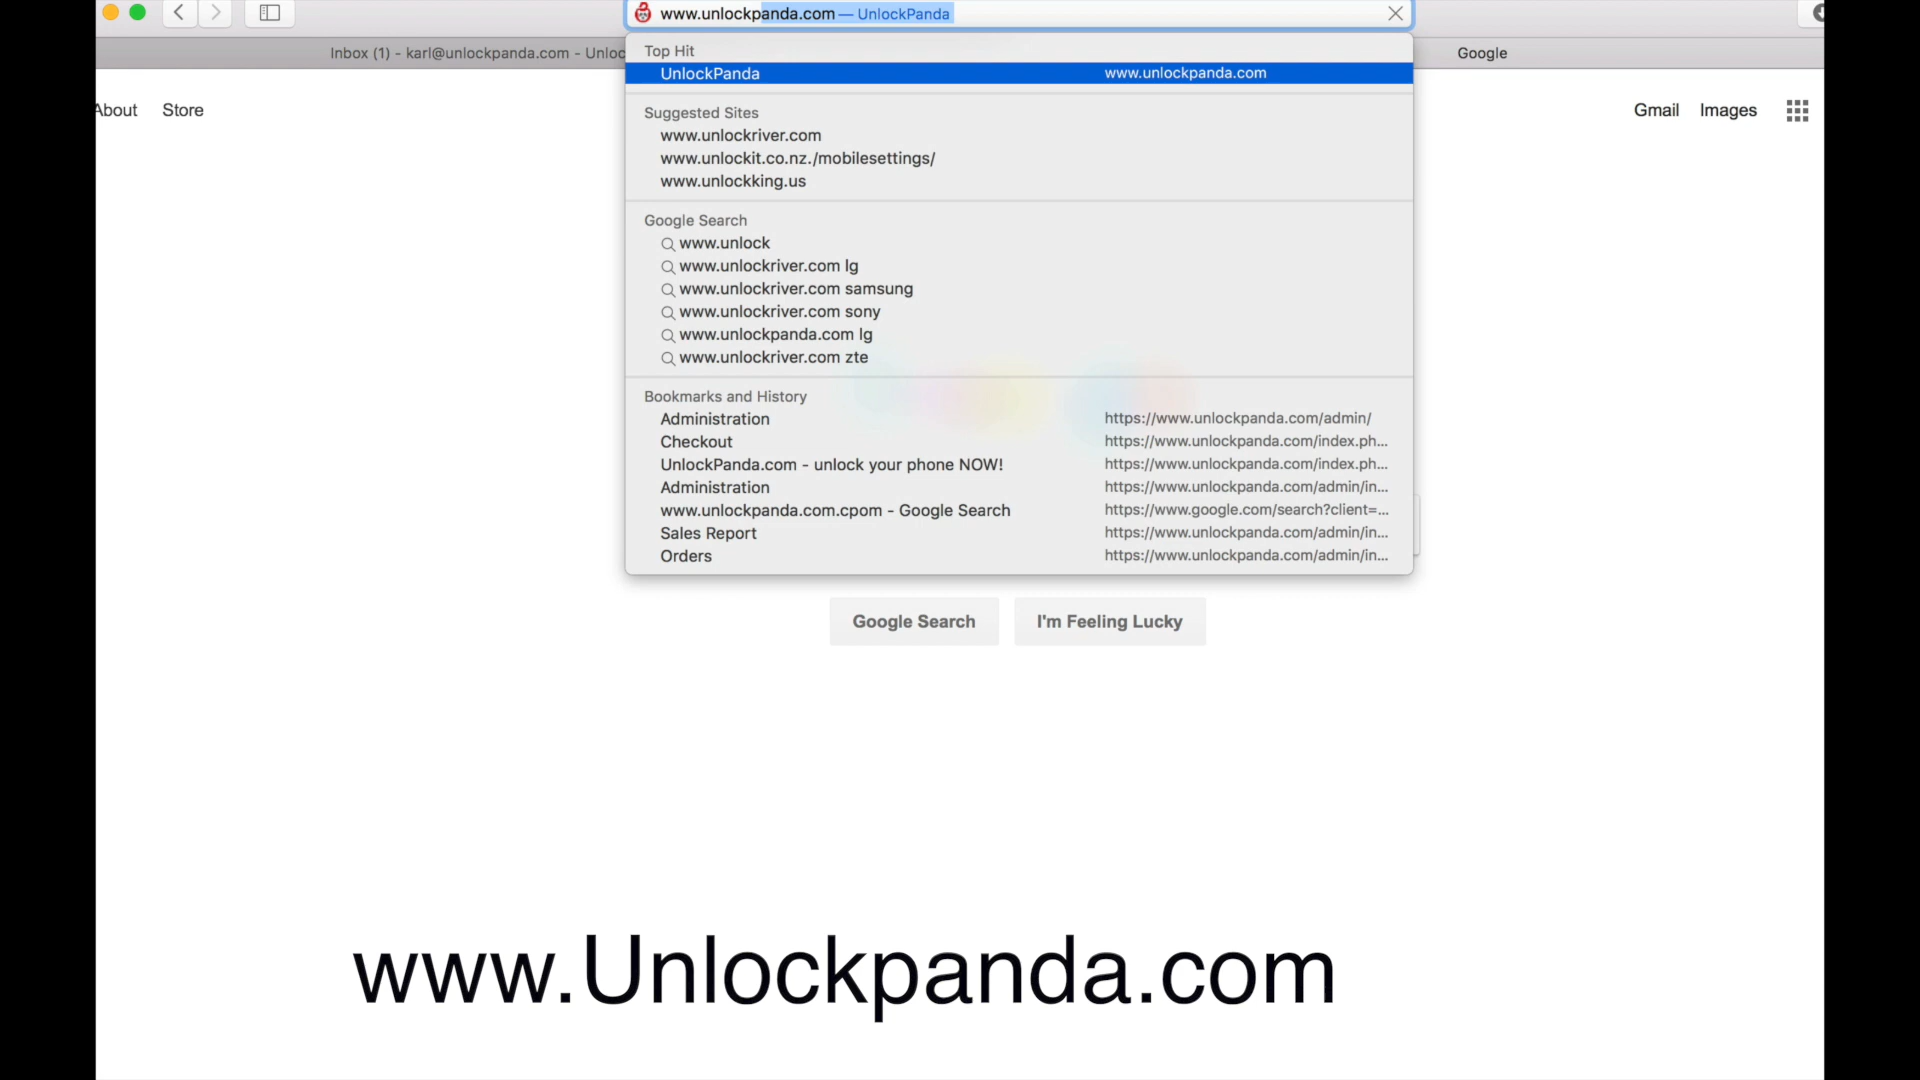 www.unlockpanda.com — UnlockPanda
Inbox (1) - karl@unlockpanda.com - Unloc
Google
Top Hit
UnlockPanda www.unlockpanda.com
About Store
Gmail Images
Suggested Sites
www.unlockriver.com
www.unlockit.co.nz./mobilesettings/
www.unlockking.us
Google Search
www.unlock
www.unlockriver.com lg
www.unlockriver.com samsung
www.unlockriver.com sony
www.unlockpanda.com lg
www.unlockriver.com zte
Bookmarks and History
Administration https://www.unlockpanda.com/admin/
Checkout https://www.unlockpanda.com/index.ph...
UnlockPanda.com - unlock your phone NOW! https://www.unlockpanda.com/index.ph...
Administration https://www.unlockpanda.com/admin/in...
www.unlockpanda.com.cpom - Google Search https://www.google.com/search?client=...
Sales Report https://www.unlockpanda.com/admin/in...
Orders https://www.unlockpanda.com/admin/in...
Google Search I'm Feeling Lucky
www.Unlockpanda.com